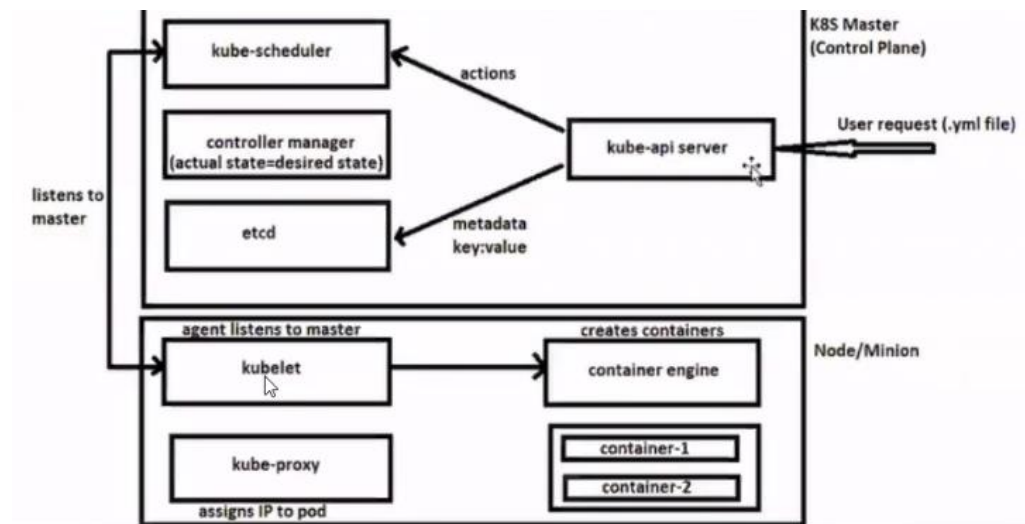 K8S Master
(Control Plane)
kube-scheduler
actions
controller manager
(actual state=desired state)
kube-api server
User request (.yml file)
listens to
master
etcd
metadata
key:value
agent listens to master
creates containers
kubelet
container engine
Node/Minion
kube-proxy
container-1
container-2
assigns IP to pod